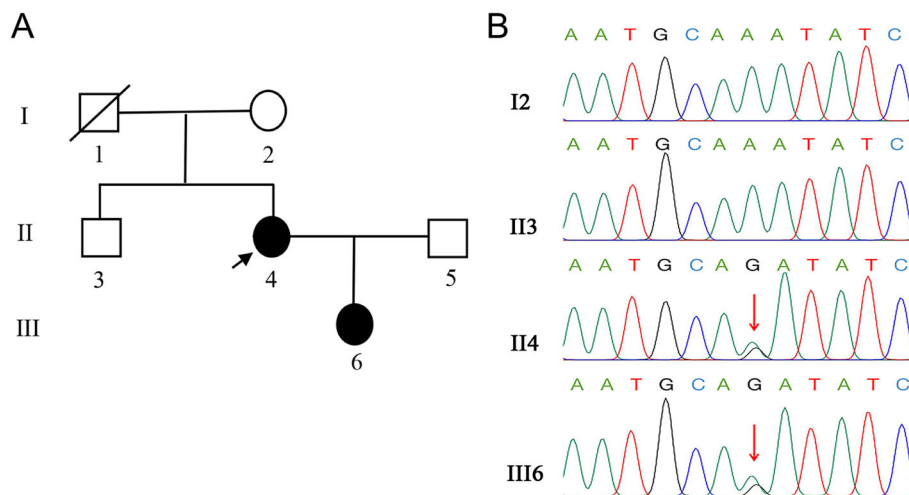 A
I
1
2
II
3
4
5
III
6
B
A A T G C A A A T A T C
I2
A A T G C A A A T A T C
II3
A A T G C A G A T A T C
II4
A A T G C A G A T A T C
III6